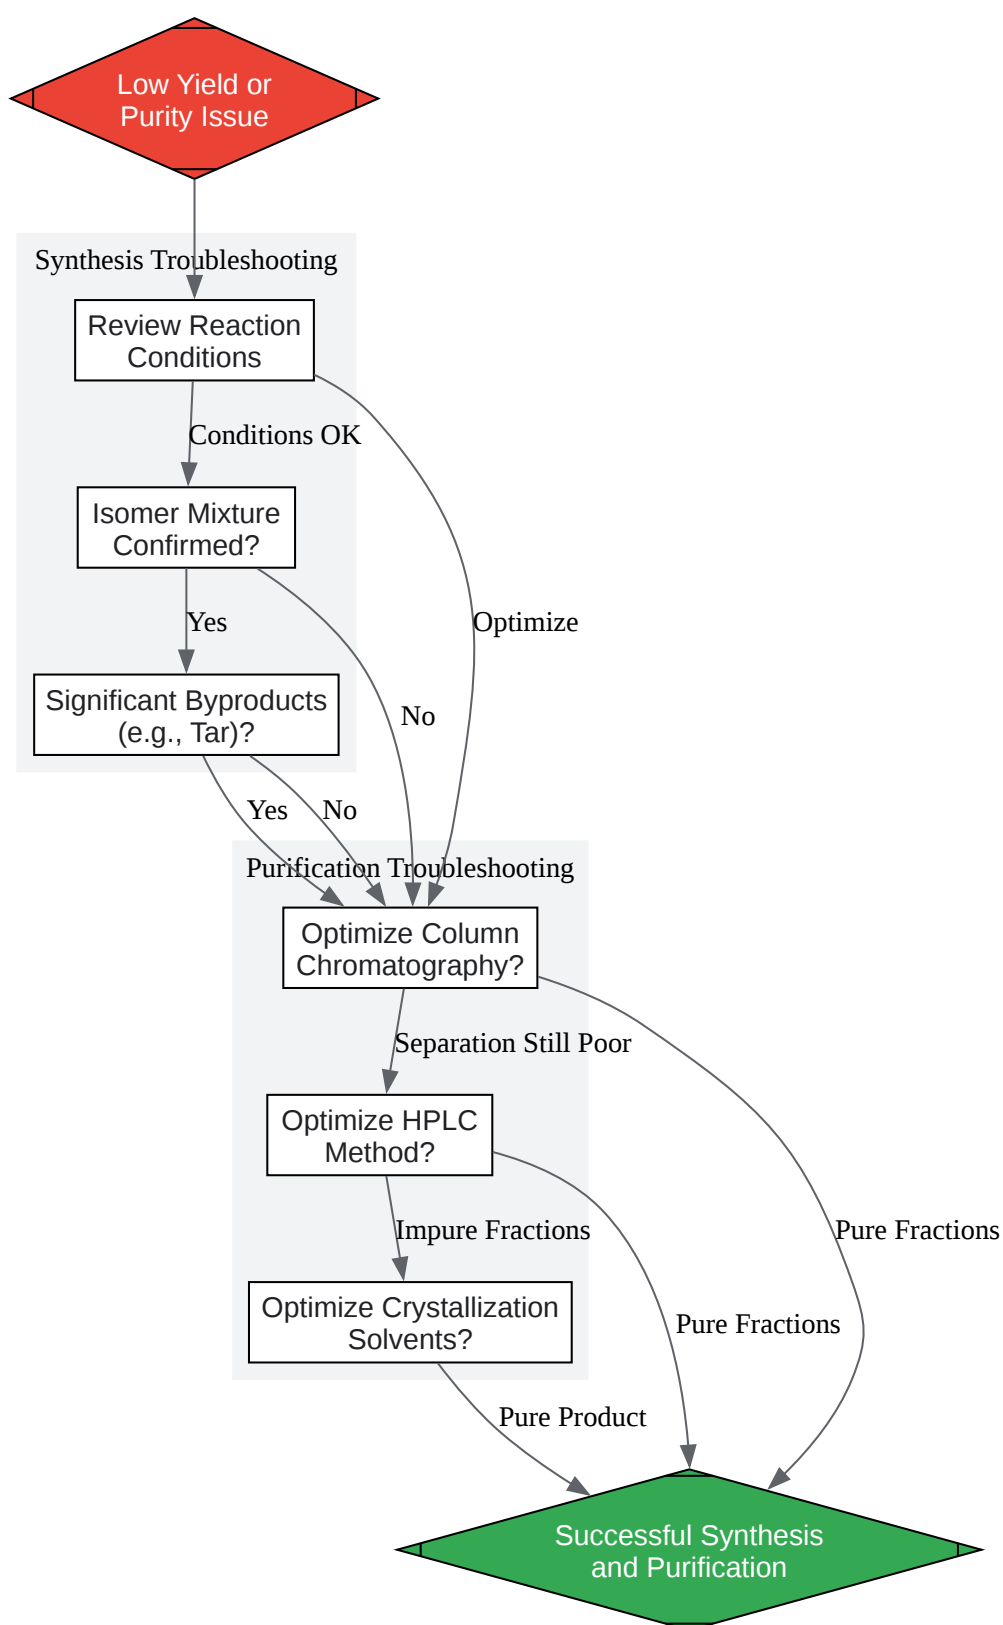 Low Yield or
Purity Issue
Synthesis Troubleshooting
Review Reaction
Conditions
Conditions OK
Isomer Mixture
Confirmed?
Yes
Optimize
Significant Byproducts
(e.g., Tar)?
No
Yes
No
Purification Troubleshooting
Optimize Column
Chromatography?
Separation Still Poor
Optimize HPLC
Method?
Impure Fractions
Pure Fractions
Optimize Crystallization
Solvents?
Pure Fractions
Pure Product
Successful Synthesis
and Purification